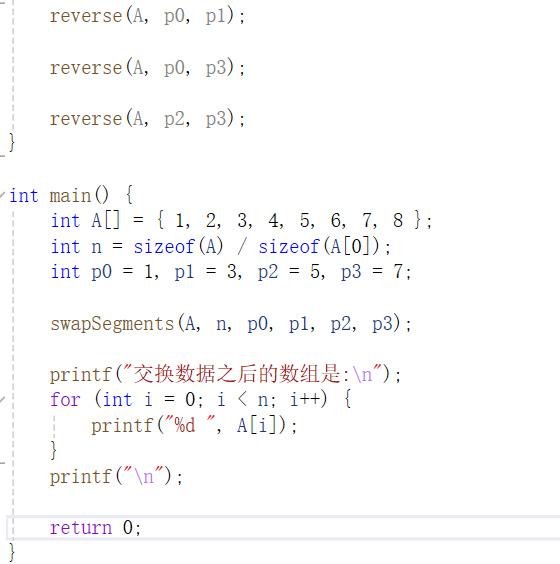 reverse(A, p0, p1);
reverse(A, p0, p3);
reverse(A, p2, p3);
}
int main() {
int A[] = { 1, 2, 3, 4, 5, 6, 7, 8 };
int n = sizeof(A) / sizeof(A[0]);
int p0 = 1, p1 = 3, p2 = 5, p3 = 7;
swapSegments(A, n, p0, p1, p2, p3);
printf("交换数据之后的数组是:\n");
for (int i = 0; i < n; i++) {
printf("%d ", A[i]);
}
printf("\n");
return 0;
}